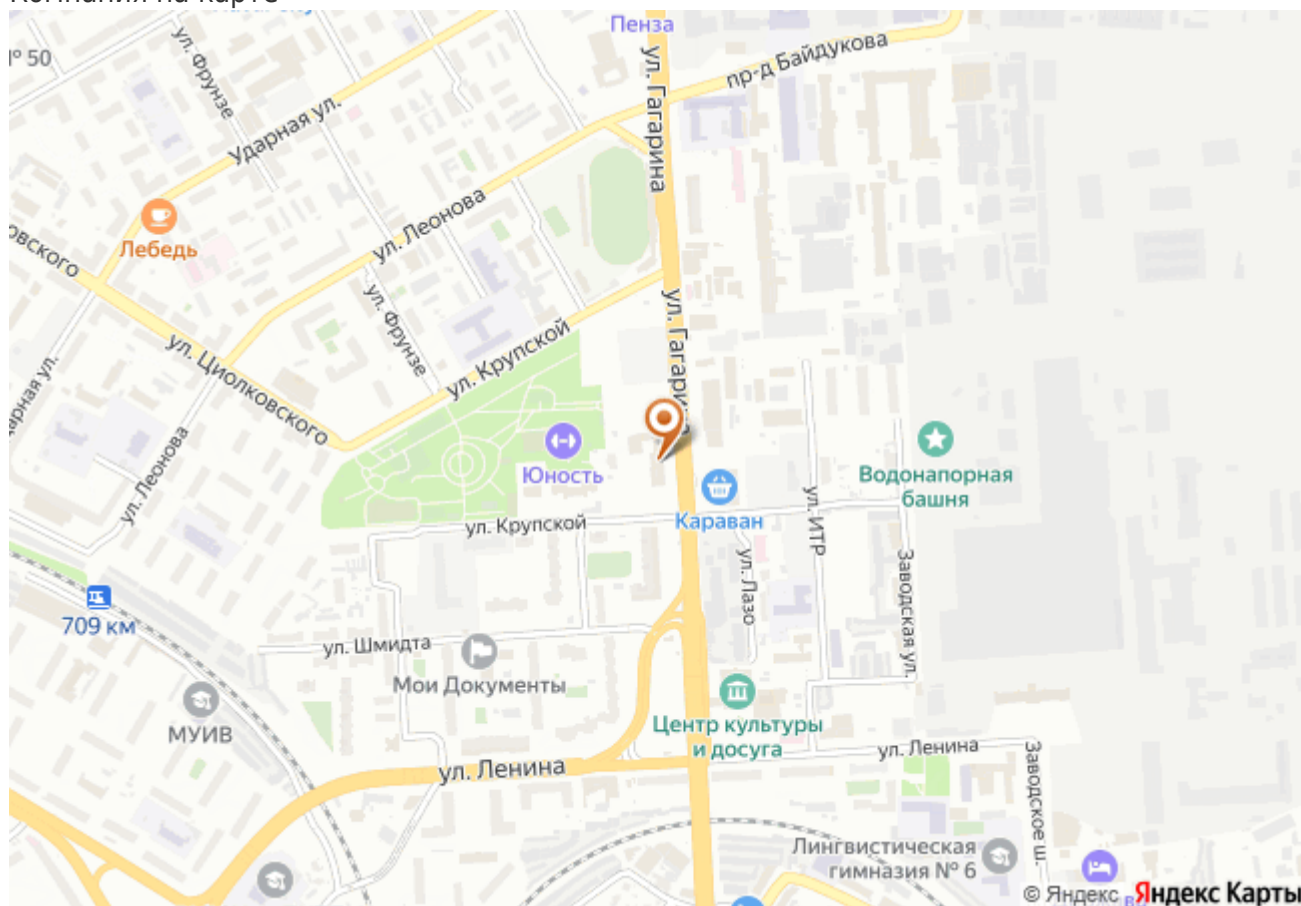 Компания на карте
Пенза
№ 50
ул. Фрунзе
Ударная ул.
пр-д Байдукова
ул. Гагарина
Лебедь
ул. Леонова
ул. Фрунзе
ул. Гагарина
ул. Циолковского
ул. Крупской
Юность
Водонапорная
башня
ул. Леонова
ул. Крупской
Караван
ул. ИТР
ул. Лазо
Заводская ул.
709 км
ул. Шмидта
Мои Документы
МУИВ
Центр культуры
и досуга
ул. Ленина
ул. Ленина
Заводское ш.
Лингвистическая
гимназия № 6
© Яндекс Яндекс Карты